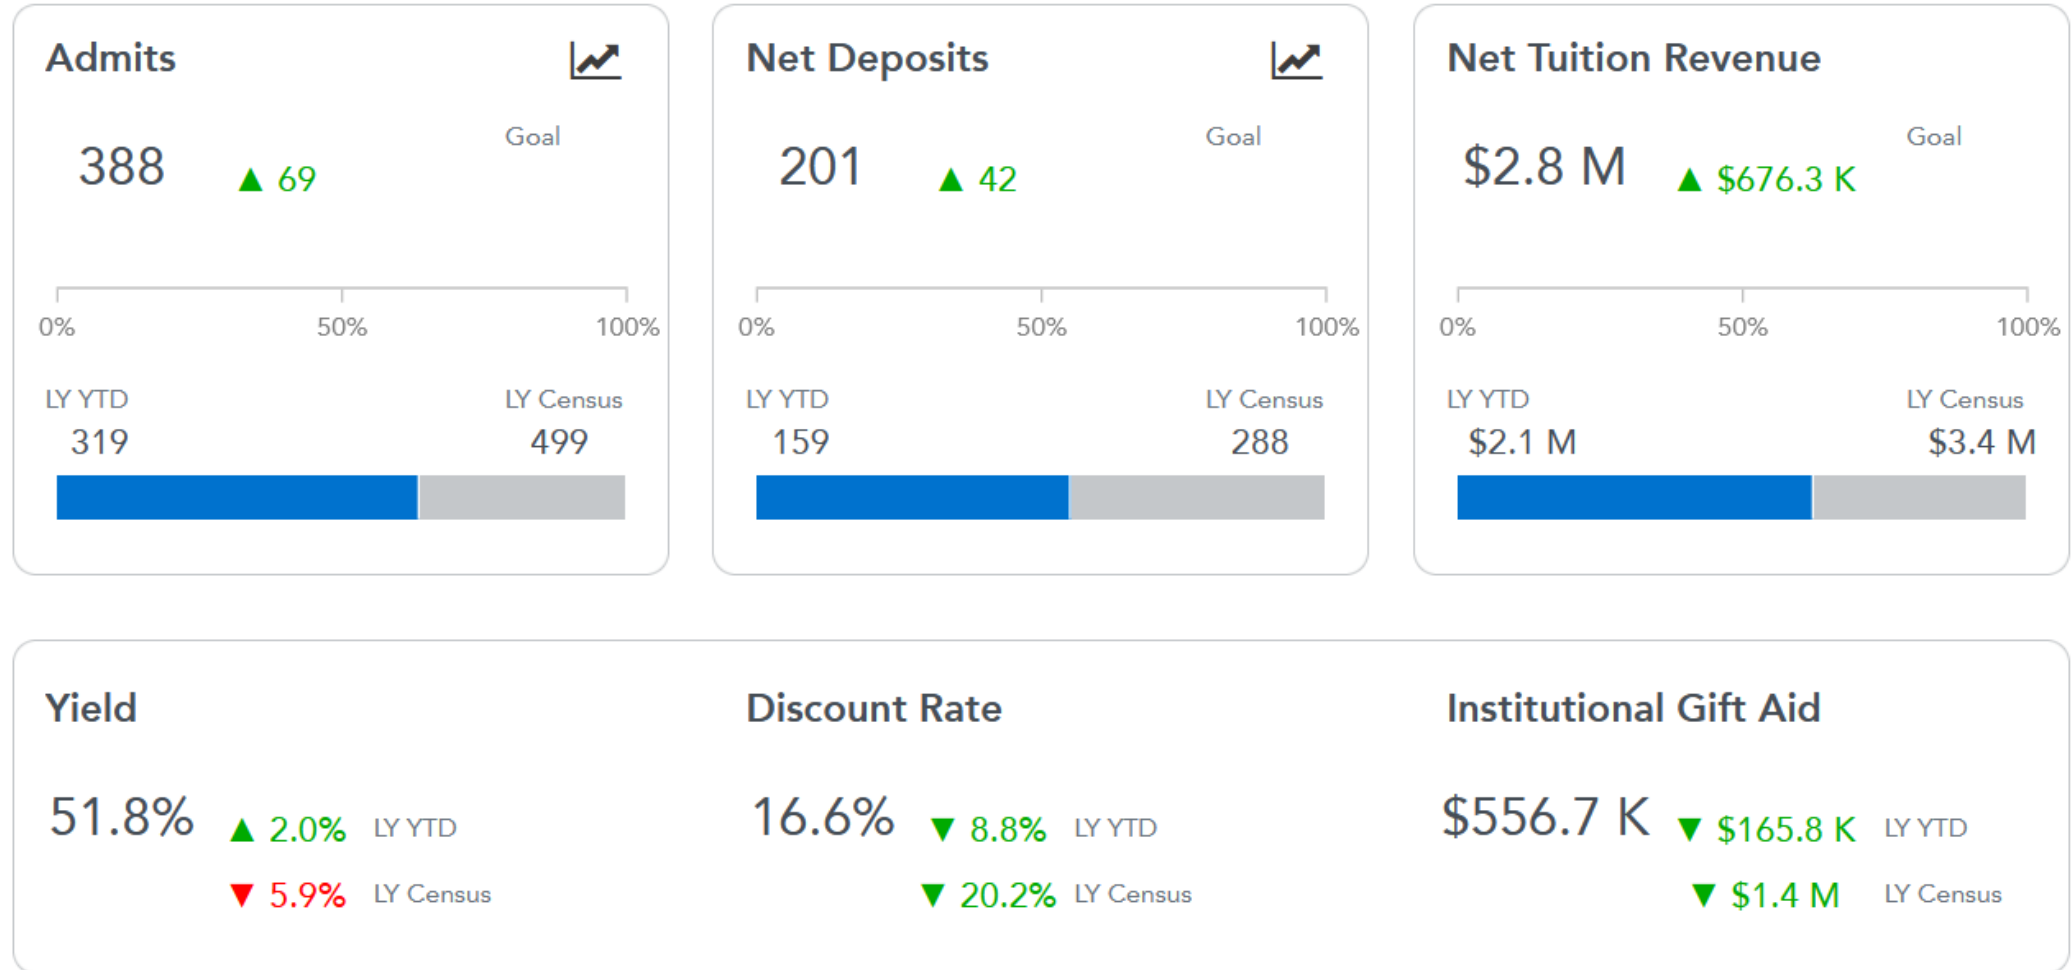 Admits
Goal
388 ▲ 69
0% 50% 100%
LY YTD LY Census
319 499
Net Deposits
Goal
201 ▲ 42
0% 50% 100%
LY YTD LY Census
159 288
Net Tuition Revenue
Goal
$2.8 M ▲ $676.3 K
0% 50% 100%
LY YTD LY Census
$2.1 M $3.4 M
Yield
51.8% ▲ 2.0% LY YTD
▼ 5.9% LY Census
Discount Rate
16.6% ▼ 8.8% LY YTD
▼ 20.2% LY Census
Institutional Gift Aid
$556.7 K ▼ $165.8 K LY YTD
▼ $1.4 M LY Census